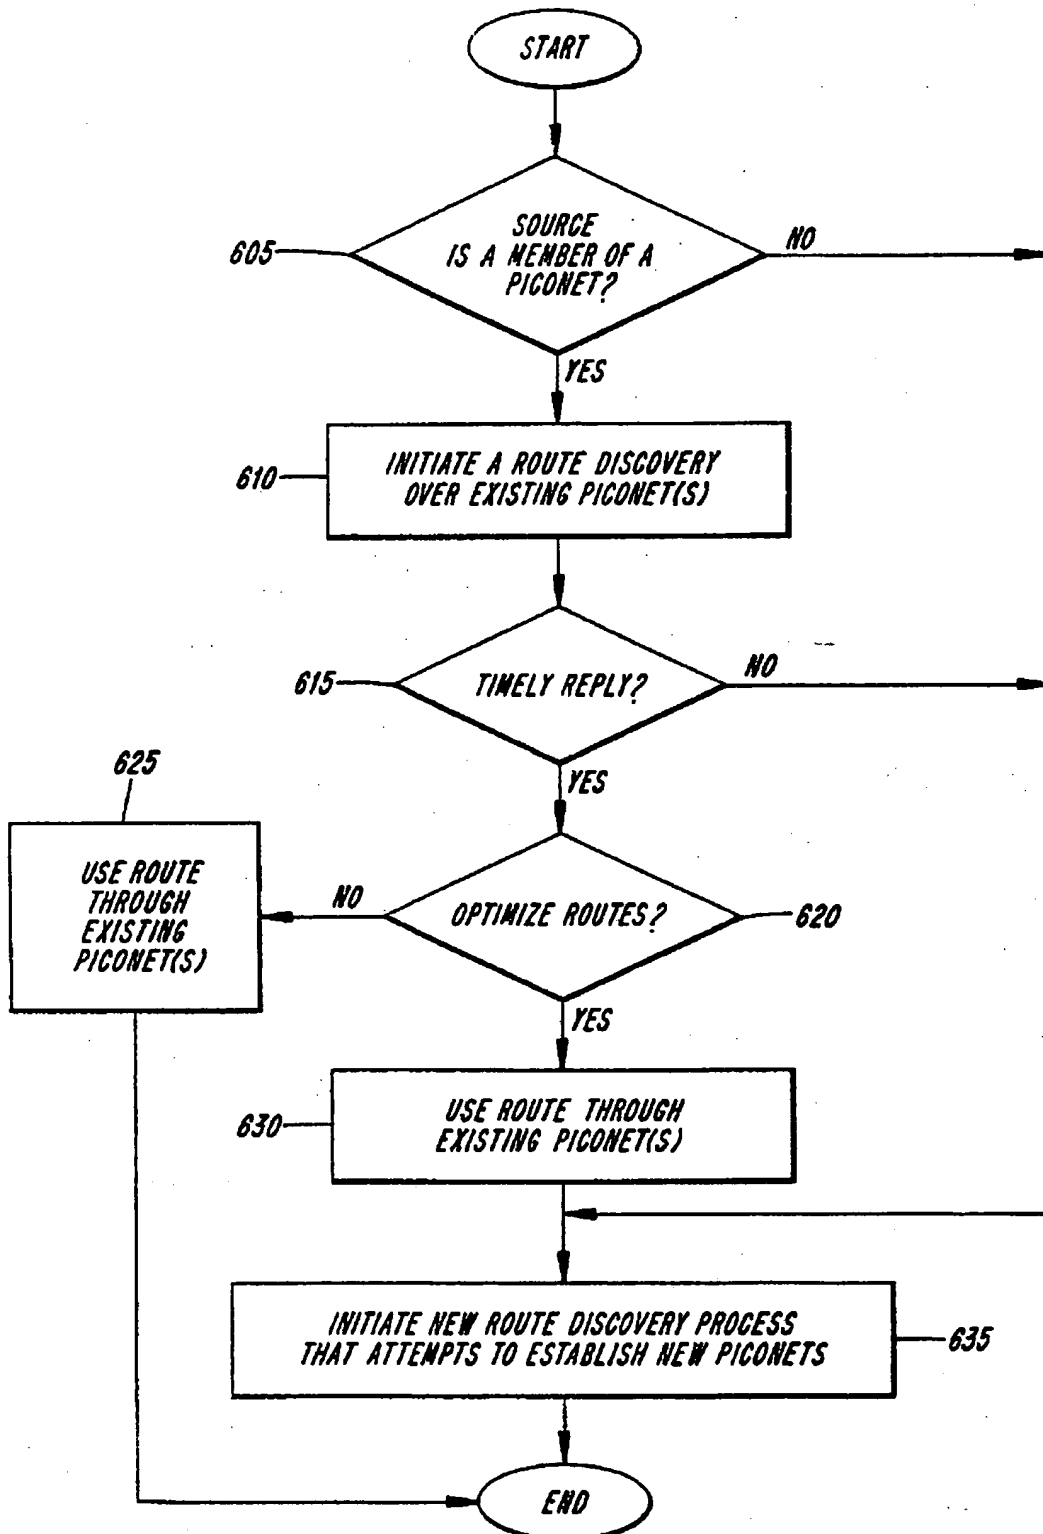 START
SOURCE
IS A MEMBER OF A
PICONET?
605
NO
YES
INITIATE A ROUTE DISCOVERY
OVER EXISTING PICONET(S)
610
TIMELY REPLY?
615
NO
YES
625
USE ROUTE
THROUGH
EXISTING
PICONET(S)
NO
OPTIMIZE ROUTES?
620
YES
USE ROUTE THROUGH
EXISTING PICONET(S)
630
INITIATE NEW ROUTE DISCOVERY PROCESS
THAT ATTEMPTS TO ESTABLISH NEW PICONETS
635
END